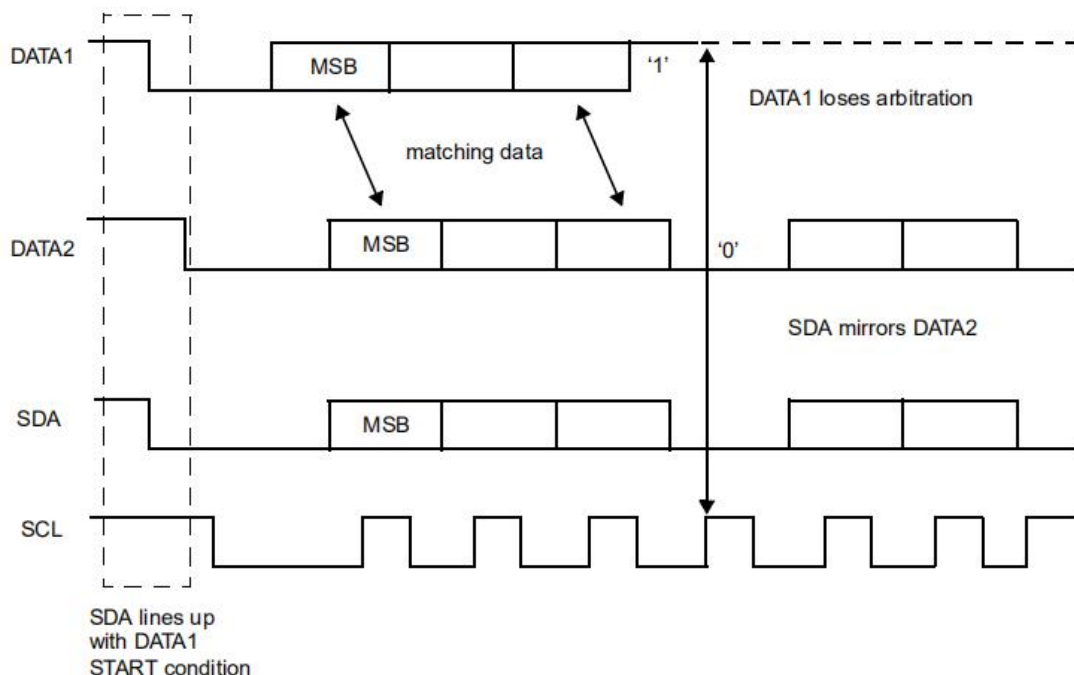 DATA1
MSB
‘1’
DATA1 loses arbitration
matching data
DATA2
MSB
‘0’
SDA mirrors DATA2
SDA
MSB
SCL
SDA lines up
with DATA1
START condition